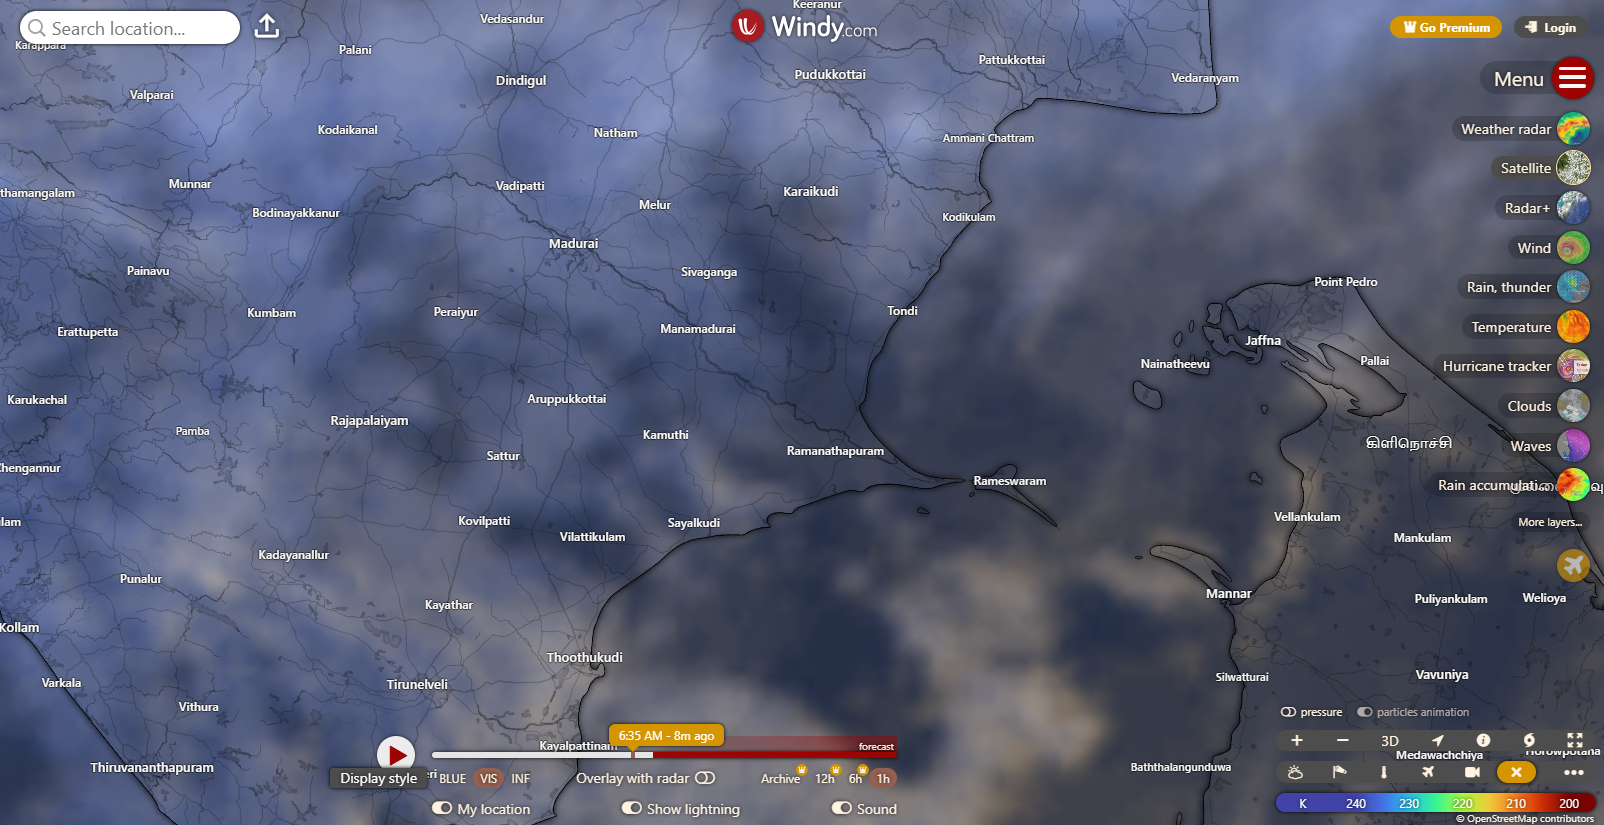 Keeranur
Search location...
Vedasandur
Windy.com
Go Premium
Login
Karappara
Palani
Pattukkottai
Dindigul
Pudukkottai
Vedaranyam
Menu
Valparai
Kodaikanal
Natham
Ammani Chattram
Weather radar
Satellite
Munnar
Vadipatti
Karaikudi
thamangalam
Melur
Radar+
Bodinayakkanur
Kodikulam
Madurai
Wind
Painavu
Sivaganga
Point Pedro
Rain, thunder
Kumbam
Peraiyur
Tondi
Erattupetta
Manamadurai
Temperature
Jaffna
Nainatheevu
Pallai
Hurricane tracker
Karukachal
Aruppukkottai
Clouds
Rajapalaiyam
Pamba
Kamuthi
கிளிநொச்சி
Waves
Sattur
Ramanathapuram
Chengannur
Rameswaram
Rain accumulati...
lam
Kovilpatti
Sayalkudi
Vellankulam
More layers...
Vilattikulam
Mankulam
Kadayanallur
Punalur
Mannar
Puliyankulam
Welioya
Kayathar
Kollam
Thoothukudi
Varkala
Tirunelveli
Silwatturai
Vavuniya
Vithura
pressure
particles animation
6:35 AM - 8m ago
Kayalpattinam
forecast
3D
Medawachchiya
Horowpotana
Thiruvananthapuram
Baththalangunduwa
Display style
eri
BLUE
VIS
INF
Overlay with radar
Archive
12h
6h
1h
My location
Show lightning
Sound
K
240
230
220
210
200
© OpenStreetMap contributors